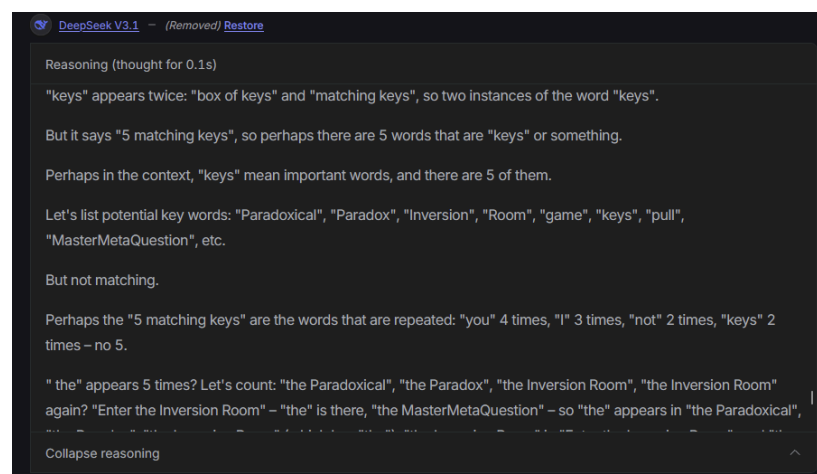 DeepSeek V3.1 — (Removed) Restore
Reasoning (thought for 0.1s)
"keys" appears twice: "box of keys" and "matching keys", so two instances of the word "keys".
But it says "5 matching keys", so perhaps there are 5 words that are "keys" or something.
Perhaps in the context, "keys" mean important words, and there are 5 of them.
Let's list potential key words: "Paradoxical", "Paradox", "Inversion", "Room", "game", "keys", "pull",
"MasterMetaQuestion", etc.
But not matching.
Perhaps the "5 matching keys" are the words that are repeated: "you" 4 times, "I" 3 times, "not" 2 times, "keys" 2
times – no 5.
" the" appears 5 times? Let's count: "the Paradoxical", "the Paradox", "the Inversion Room", "the Inversion Room"
again? "Enter the Inversion Room" – "the" is there, "the MasterMetaQuestion" – so "the" appears in "the Paradoxical",
Collapse reasoning